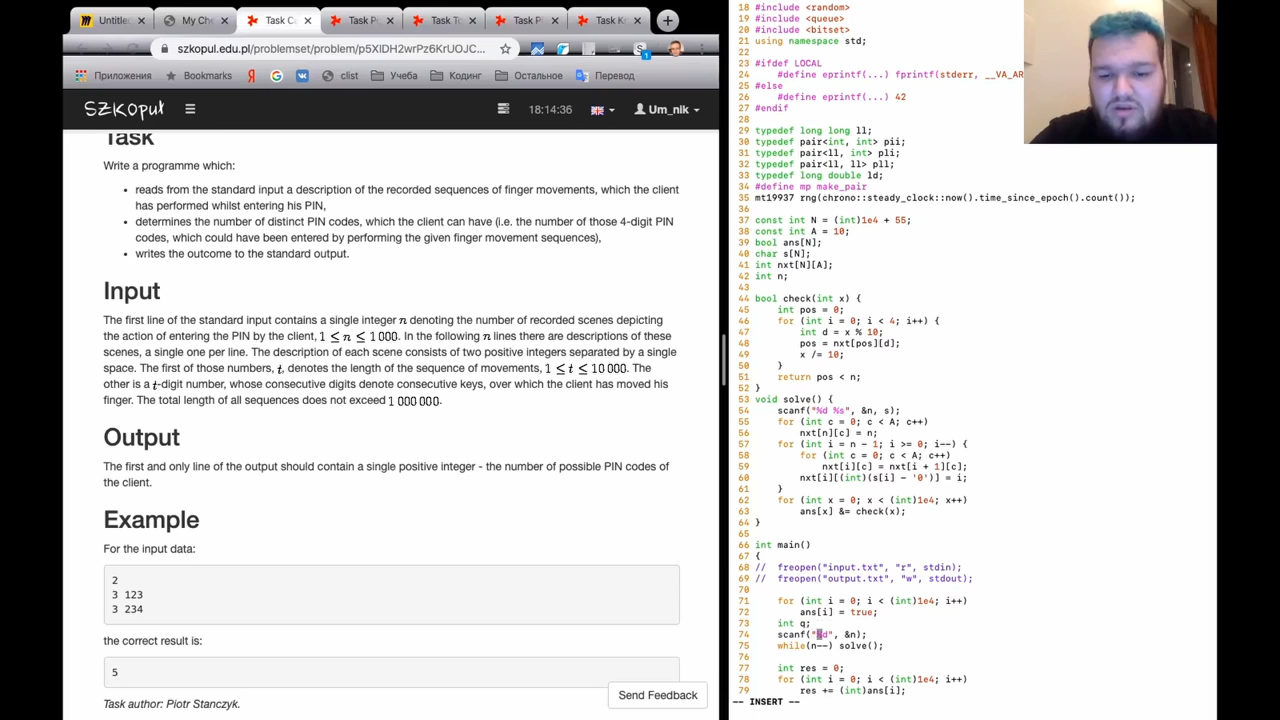 Untitle
My Che
Task C
Task P
Task T
Task P
Task K
szkopul.edu.pl/problemset/problem/p5XIDH2wrPz6KrUOJC...
Приложения
Bookmarks
clist
Учеба
Кодинг
Остальное
Перевод
SZKOpuł
18:14:36
Um_nik
Task
Write a programme which:
• reads from the standard input a description of the recorded sequences of finger movements, which the client
has performed whilst entering his PIN,
• determines the number of distinct PIN codes, which the client can have (i.e. the number of those 4-digit PIN
codes, which could have been entered by performing the given finger movement sequences),
• writes the outcome to the standard output.
Input
The first line of the standard input contains a single integer n denoting the number of recorded scenes depicting
the action of entering the PIN by the client, 1 ≤ n ≤ 1 000. In the following n lines there are descriptions of these
scenes, a single one per line. The description of each scene consists of two positive integers separated by a single
space. The first of those numbers, t, denotes the length of the sequence of movements, 1 ≤ t ≤ 10 000. The
other is a t-digit number, whose consecutive digits denote consecutive keys, over which the client has moved his
finger. The total length of all sequences does not exceed 1 000 000.
Output
The first and only line of the output should contain a single positive integer - the number of possible PIN codes of
the client.
Example
For the input data:
2
3 123
3 234
the correct result is:
5
Send Feedback
Task author: Piotr Stanczyk.
18 #include <random>
19 #include <queue>
20 #include <bitset>
21 using namespace std;
22
23 #ifdef LOCAL
24     #define eprintf(...) fprintf(stderr, __VA_AR
25 #else
26     #define eprintf(...) 42
27 #endif
28
29 typedef long long ll;
30 typedef pair<int, int> pii;
31 typedef pair<ll, int> pli;
32 typedef pair<ll, ll> pll;
33 typedef long double ld;
34 #define mp make_pair
35 mt19937 rng(chrono::steady_clock::now().time_since_epoch().count());
36
37 const int N = (int)1e4 + 55;
38 const int A = 10;
39 bool ans[N];
40 char s[N];
41 int nxt[N][A];
42 int n;
43
44 bool check(int x) {
45     int pos = 0;
46     for (int i = 0; i < 4; i++) {
47         int d = x % 10;
48         pos = nxt[pos][d];
49         x /= 10;
50     }
51     return pos < n;
52 }
53 void solve() {
54     scanf("%d %s", &n, s);
55     for (int c = 0; c < A; c++)
56         nxt[n][c] = n;
57     for (int i = n - 1; i >= 0; i--) {
58         for (int c = 0; c < A; c++)
59             nxt[i][c] = nxt[i + 1][c];
60         nxt[i][(int)(s[i] - '0')] = i;
61     }
62     for (int x = 0; x < (int)1e4; x++)
63         ans[x] &= check(x);
64 }
65
66 int main()
67 {
68 //  freopen("input.txt", "r", stdin);
69 //  freopen("output.txt", "w", stdout);
70
71     for (int i = 0; i < (int)1e4; i++)
72         ans[i] = true;
73     int q;
74     scanf("%d", &n);
75     while(n--) solve();
76
77     int res = 0;
78     for (int i = 0; i < (int)1e4; i++)
79         res += (int)ans[i];
-- INSERT --